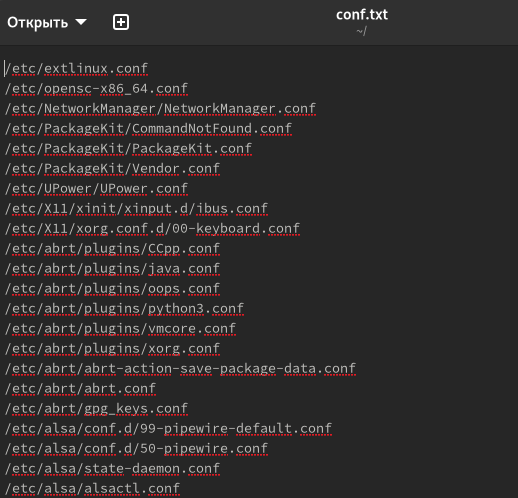 Открыть
conf.txt
~/
/etc/extlinux.conf
/etc/opensc-x86_64.conf
/etc/NetworkManager/NetworkManager.conf
/etc/PackageKit/CommandNotFound.conf
/etc/PackageKit/PackageKit.conf
/etc/PackageKit/Vendor.conf
/etc/UPower/UPower.conf
/etc/X11/xinit/xinput.d/ibus.conf
/etc/X11/xorg.conf.d/00-keyboard.conf
/etc/abrt/plugins/CCpp.conf
/etc/abrt/plugins/java.conf
/etc/abrt/plugins/oops.conf
/etc/abrt/plugins/python3.conf
/etc/abrt/plugins/vmcore.conf
/etc/abrt/plugins/xorg.conf
/etc/abrt/abrt-action-save-package-data.conf
/etc/abrt/abrt.conf
/etc/abrt/gpg_keys.conf
/etc/alsa/conf.d/99-pipewire-default.conf
/etc/alsa/conf.d/50-pipewire.conf
/etc/alsa/state-daemon.conf
/etc/alsa/alsactl.conf